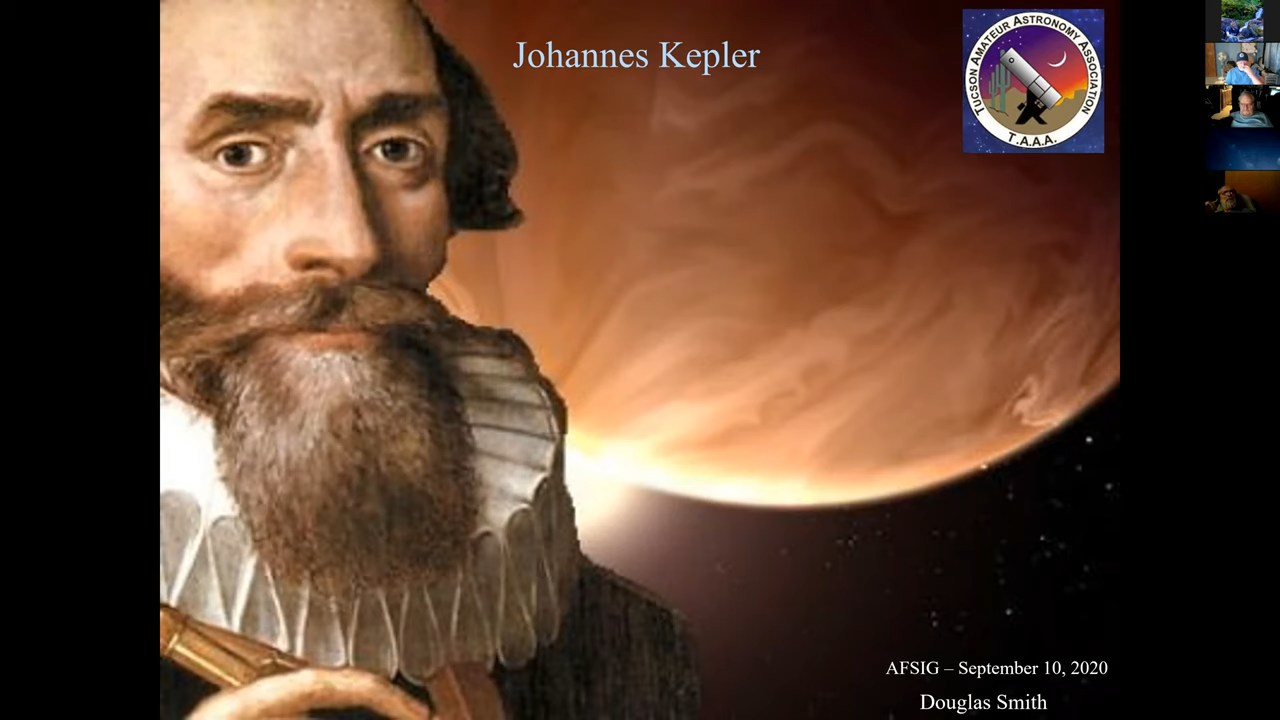 Johannes Kepler
TUCSON AMATEUR ASTRONOMY ASSOCIATION
T.A.A.A.
AFSIG – September 10, 2020
Douglas Smith